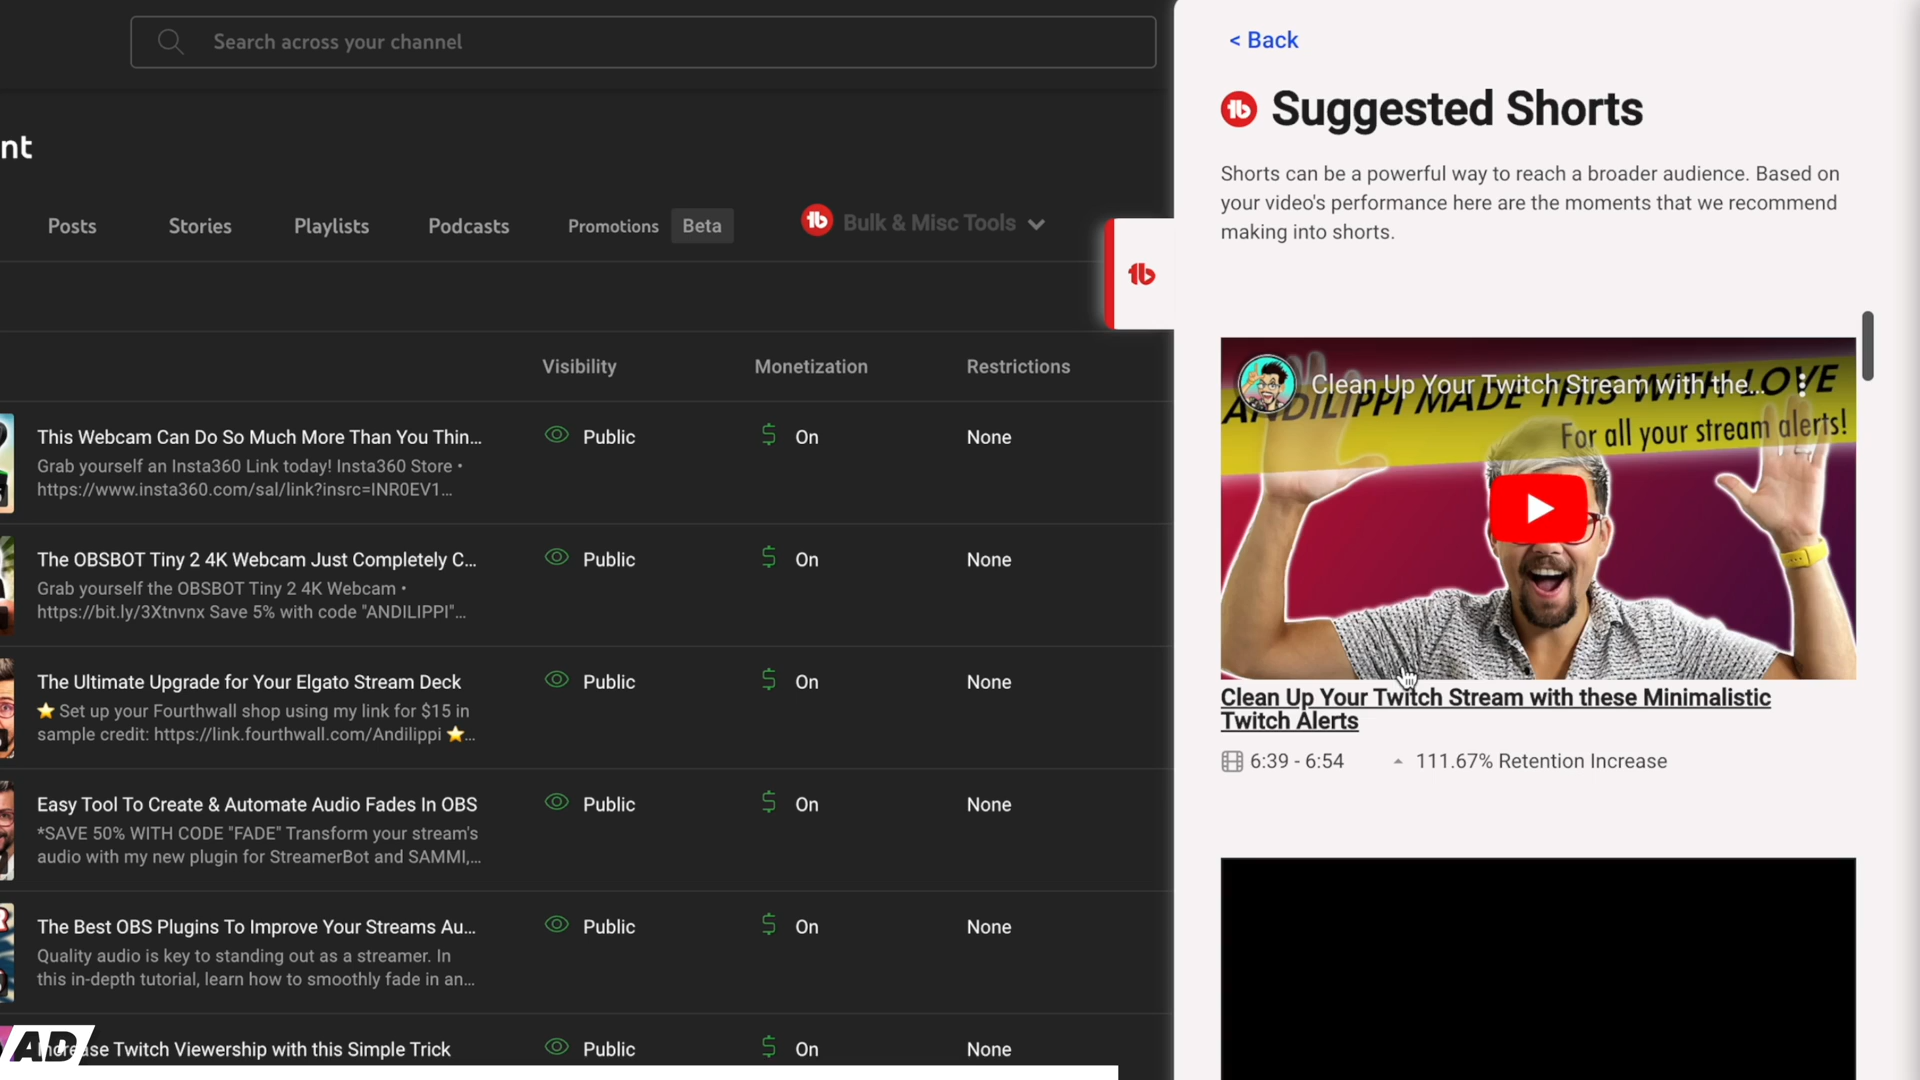 Search across your channel
nt
Posts
Stories
Playlists
Podcasts
Promotions
Beta
Bulk & Misc Tools
Visibility
Monetization
Restrictions
This Webcam Can Do So Much More Than You Thin...
Grab yourself an Insta360 Link today! Insta360 Store •
https://www.insta360.com/sal/link?insrc=INR0EV1...
Public
On
None
The OBSBOT Tiny 2 4K Webcam Just Completely C...
Grab yourself the OBSBOT Tiny 2 4K Webcam •
https://bit.ly/3Xtnvnx Save 5% with code "ANDILIPPI"...
Public
On
None
The Ultimate Upgrade for Your Elgato Stream Deck
⭐ Set up your Fourthwall shop using my link for $15 in
sample credit: https://link.fourthwall.com/Andilippi ⭐...
Public
On
None
Easy Tool To Create & Automate Audio Fades In OBS
*SAVE 50% WITH CODE "FADE" Transform your stream's
audio with my new plugin for StreamerBot and SAMMI,...
Public
On
None
The Best OBS Plugins To Improve Your Streams Au...
Quality audio is key to standing out as a streamer. In
this in-depth tutorial, learn how to smoothly fade in an...
Public
On
None
AD
Increase Twitch Viewership with this Simple Trick
Public
On
None
< Back
Suggested Shorts
Shorts can be a powerful way to reach a broader audience. Based on
your video's performance here are the moments that we recommend
making into shorts.
Clean Up Your Twitch Stream with the...
ANDILIPPI MADE THIS WITH LOVE
For all your stream alerts!
Clean Up Your Twitch Stream with these Minimalistic
Twitch Alerts
6:39 - 6:54
111.67% Retention Increase